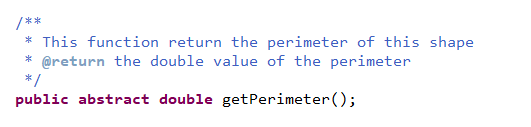 /**
 * This function return the perimeter of this shape
 * @return the double value of the perimeter
 */
public abstract double getPerimeter();